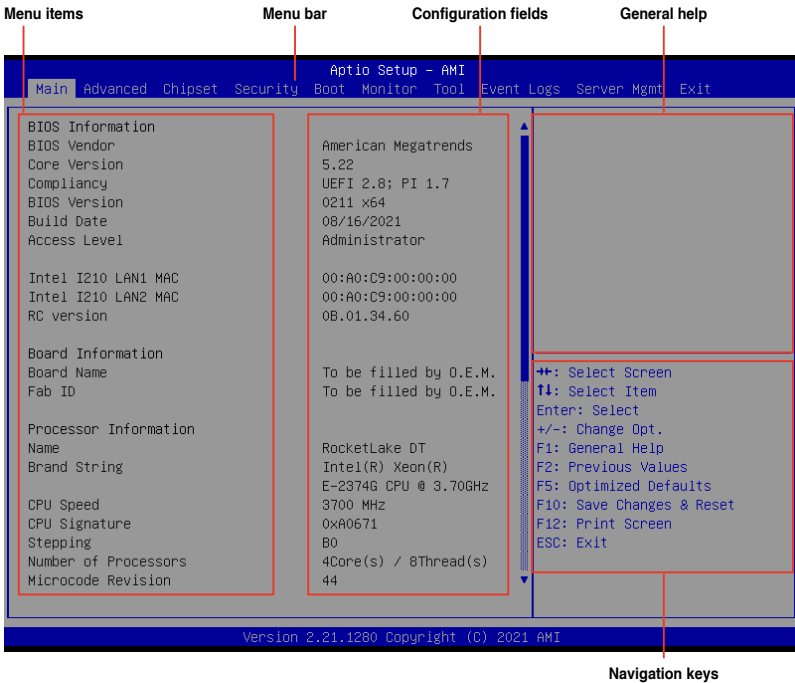 Menu items Menu bar Configuration fields General help
Aptio Setup - AMI
Main Advanced Chipset Security Boot Monitor Tool Event Logs Server Mgmt Exit
BIOS Information
BIOS Vendor American Megatrends
Core Version 5.22
Compliancy UEFI 2.8; PI 1.7
BIOS Version 0211 x64
Build Date 08/16/2021
Access Level Administrator
Intel I210 LAN1 MAC 00:A0:C9:00:00:00
Intel I210 LAN2 MAC 00:A0:C9:00:00:00
RC version 0B.01.34.60
Board Information
Board Name To be filled by O.E.M.
Fab ID To be filled by O.E.M.
Processor Information
Name RocketLake DT
Brand String Intel(R) Xeon(R)
E-2374G CPU @ 3.70GHz
CPU Speed 3700 MHz
CPU Signature 0xA0671
Stepping B0
Number of Processors 4Core(s) / 8Thread(s)
Microcode Revision 44
→←: Select Screen
↑↓: Select Item
Enter: Select
+/-: Change Opt.
F1: General Help
F2: Previous Values
F5: Optimized Defaults
F10: Save Changes & Reset
F12: Print Screen
ESC: Exit
Version 2.21.1280 Copyright (C) 2021 AMI
Navigation keys